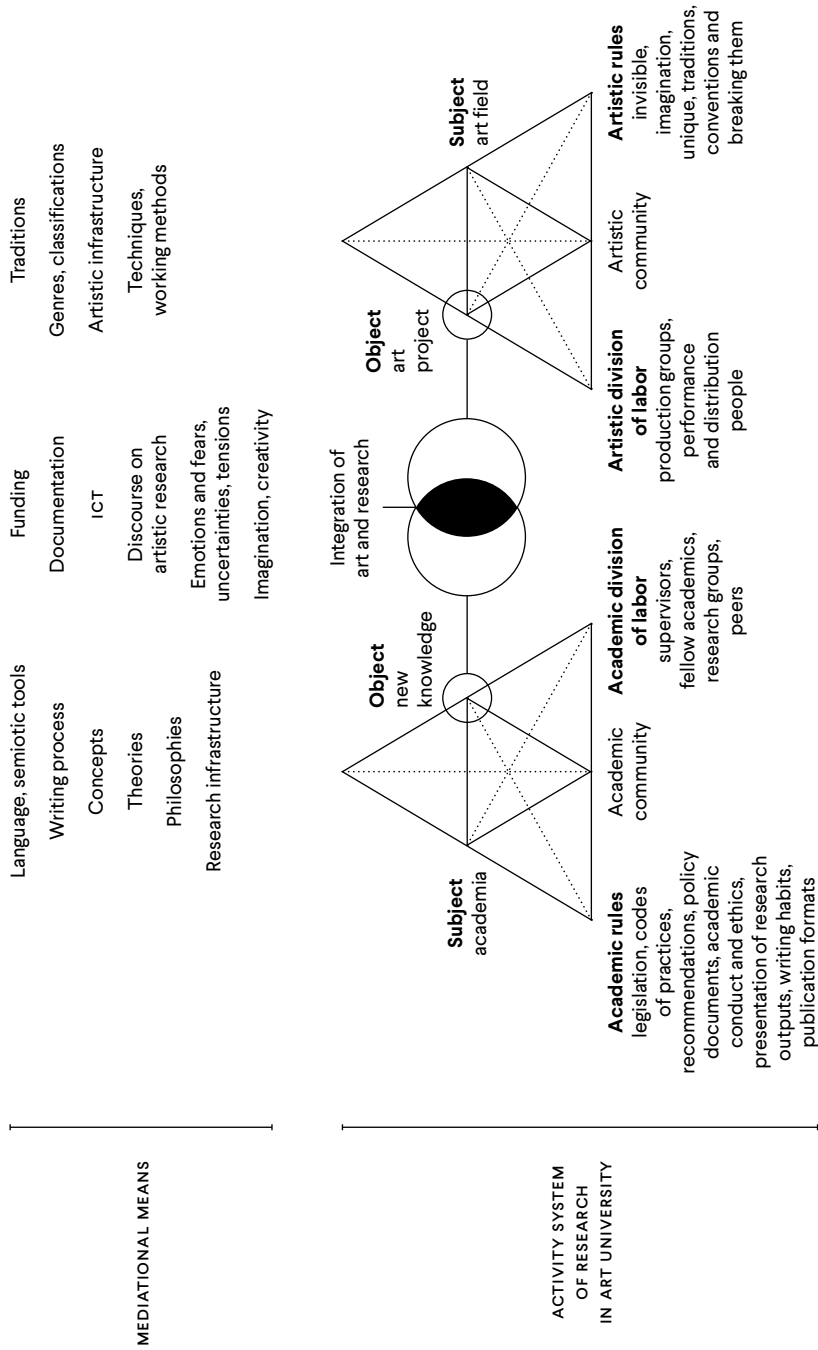 MEDIATIONAL MEANS
Language, semiotic tools
Writing process
Concepts
Theories
Philosophies
Research infrastructure
Funding
Documentation
ICT
Discourse on
artistic research
Emotions and fears,
uncertainties, tensions
Imagination, creativity
Traditions
Genres, classifications
Artistic infrastructure
Techniques,
working methods
ACTIVITY SYSTEM
OF RESEARCH
IN ART UNIVERSITY
Subject
academia
Object
new
knowledge
Integration of
art and research
Object
art
project
Subject
art field
Academic rules
legislation, codes
of practices,
recommendations, policy
documents, academic
conduct and ethics,
presentation of research
outputs, writing habits,
publication formats
Academic
community
Academic division
of labor
supervisors,
fellow academics,
research groups,
peers
Artistic division
of labor
production groups,
performance
and distribution
people
Artistic
community
Artistic rules
invisible,
imagination,
unique, traditions,
conventions and
breaking them